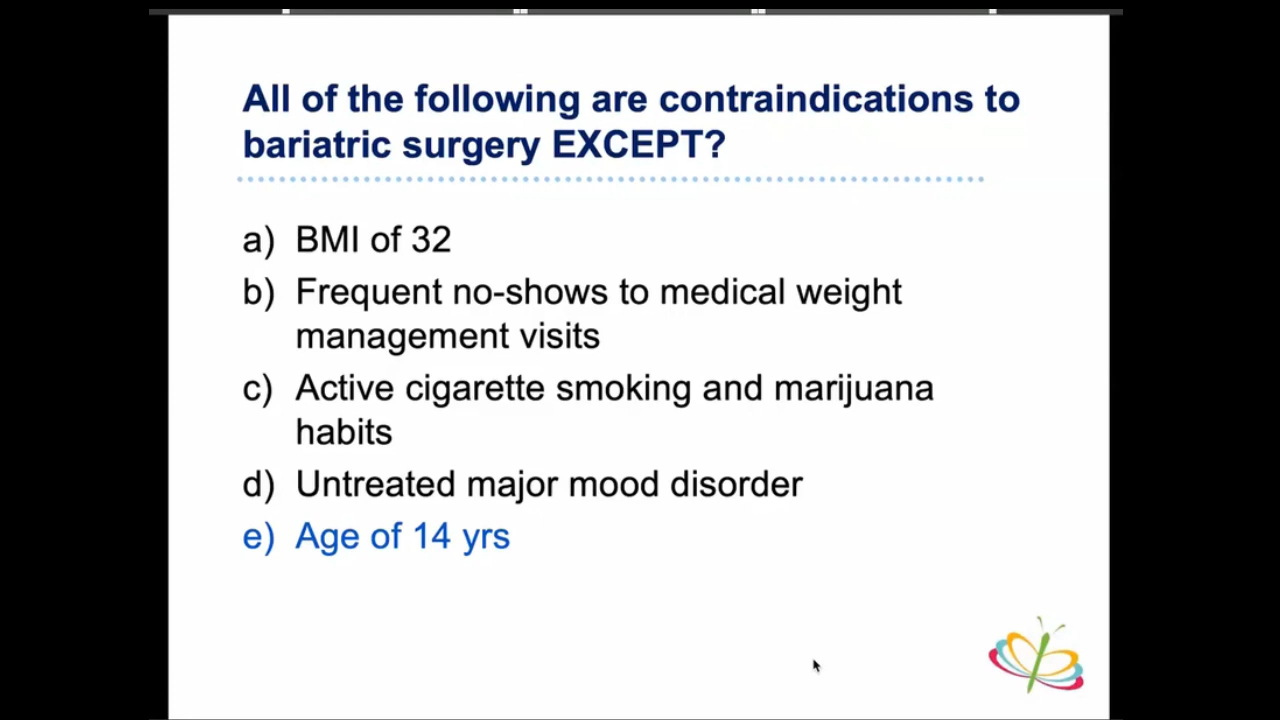 All of the following are contraindications to
bariatric surgery EXCEPT?
a) BMI of 32
b) Frequent no-shows to medical weight
management visits
c) Active cigarette smoking and marijuana
habits
d) Untreated major mood disorder
e) Age of 14 yrs